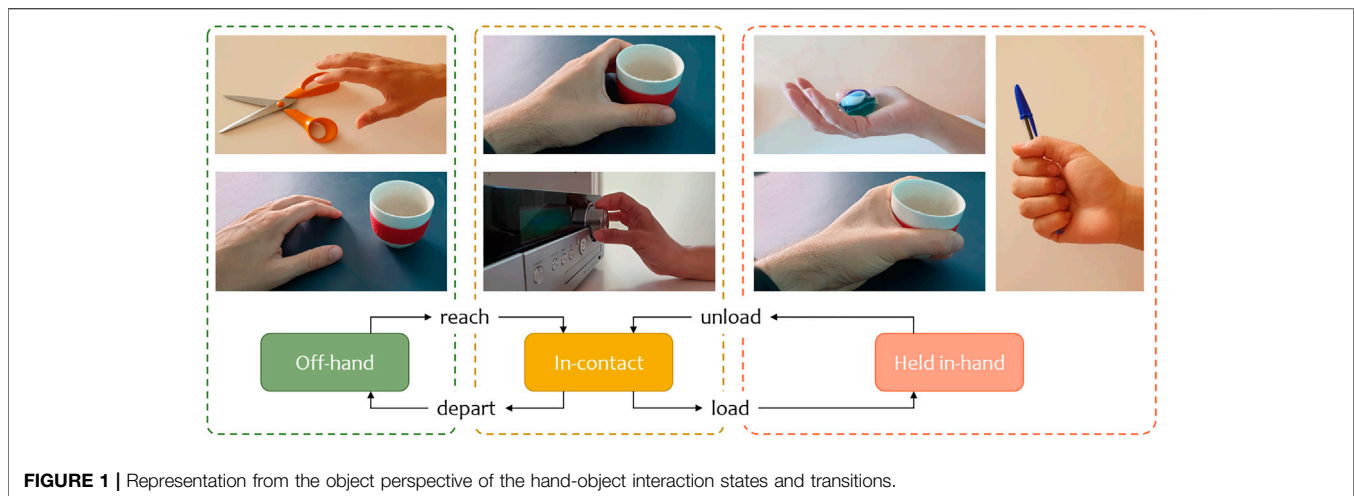 reach
unload
Off-hand
In-contact
Held in-hand
depart
load
FIGURE 1 | Representation from the object perspective of the hand-object interaction states and transitions.